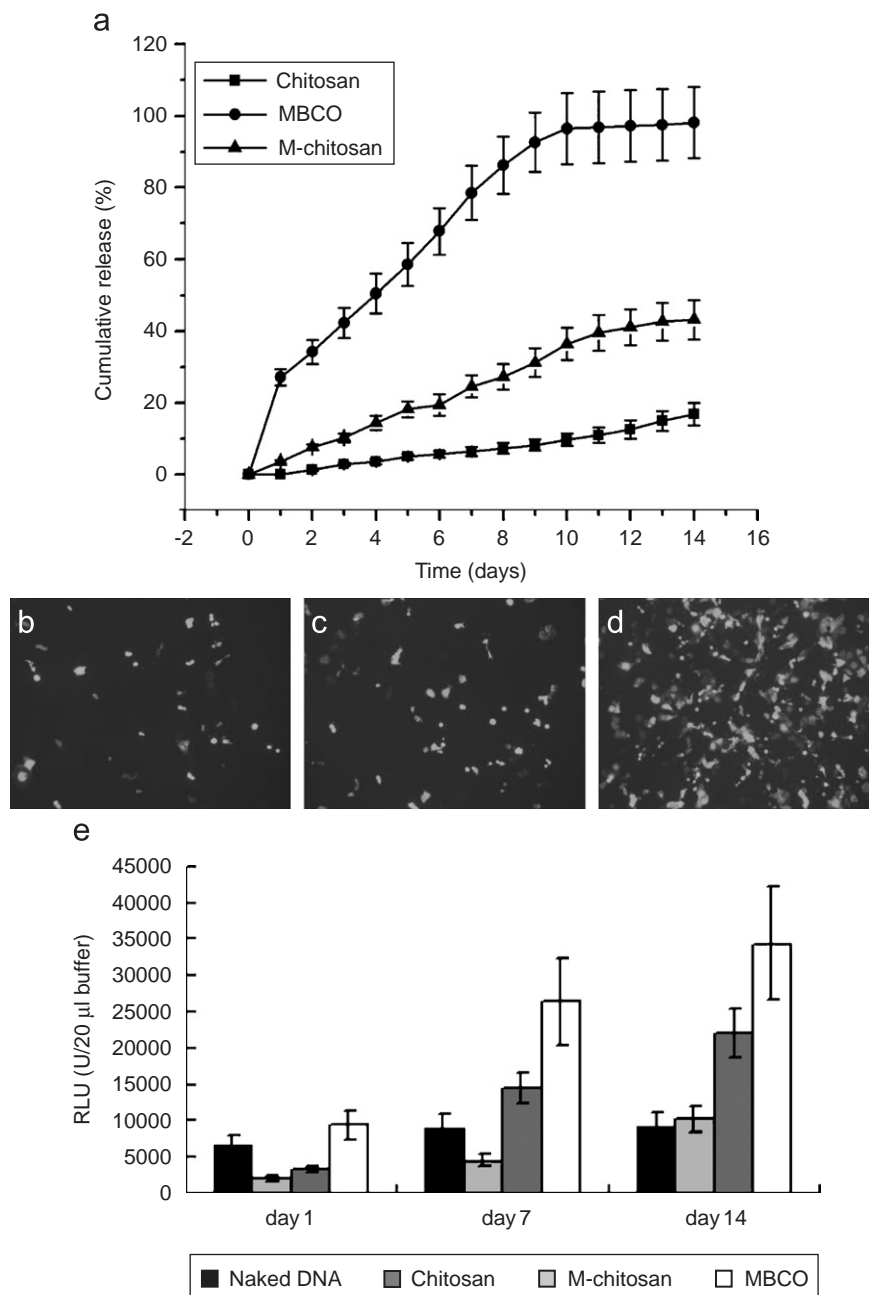 a
120
100
80
60
40
20
0
Cumulative release (%)
Chitosan
MBCO
M-chitosan
-2 0 2 4 6 8 10 12 14 16
Time (days)
b c d
e
45000
40000
35000
30000
25000
20000
15000
10000
5000
0
RLU (U/20 μl buffer)
day 1 day 7 day 14
Naked DNA Chitosan M-chitosan MBCO